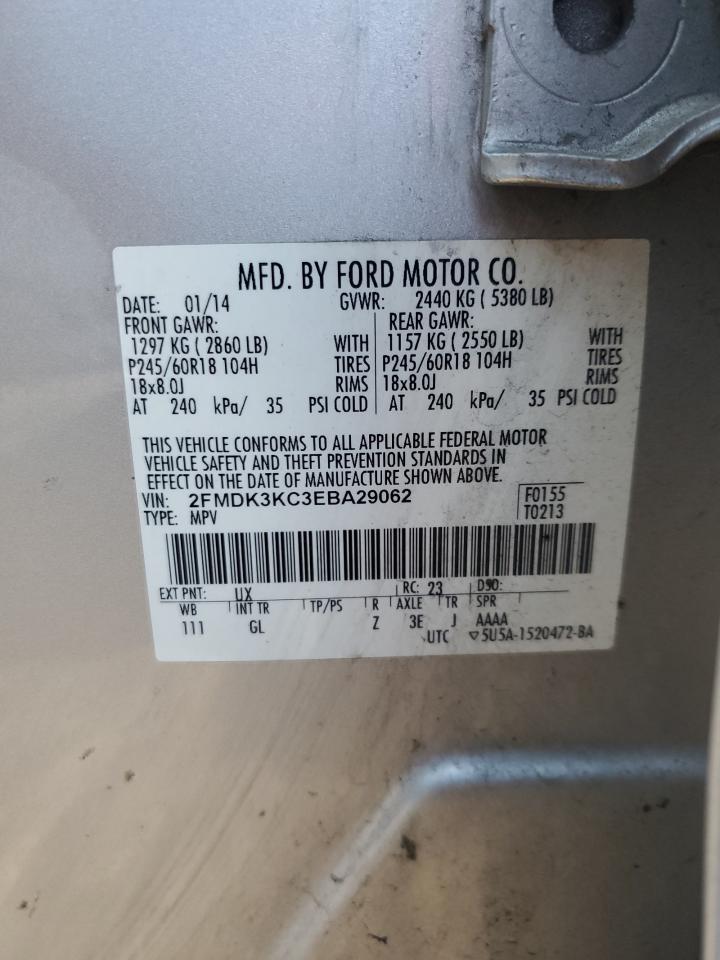 MFD. BY FORD MOTOR CO.
DATE: 01/14 GVWR: 2440 KG ( 5380 LB)
FRONT GAWR: REAR GAWR:
1297 KG ( 2860 LB) WITH 1157 KG ( 2550 LB) WITH
P245/60R18 104H TIRES P245/60R18 104H TIRES
18x8.0J RIMS 18x8.0J RIMS
AT 240 kPa/ 35 PSI COLD AT 240 kPa/ 35 PSI COLD
THIS VEHICLE CONFORMS TO ALL APPLICABLE FEDERAL MOTOR
VEHICLE SAFETY AND THEFT PREVENTION STANDARDS IN
EFFECT ON THE DATE OF MANUFACTURE SHOWN ABOVE.
VIN: 2FMDK3KC3EBA29062 F0155
TYPE: MPV T0213
EXT PNT: UX RC: 23 DSO:
WB INT TR TP/PS R AXLE TR SPR
111 GL Z 3E J AAAA
UTC ▽5U5A-1520472-BA